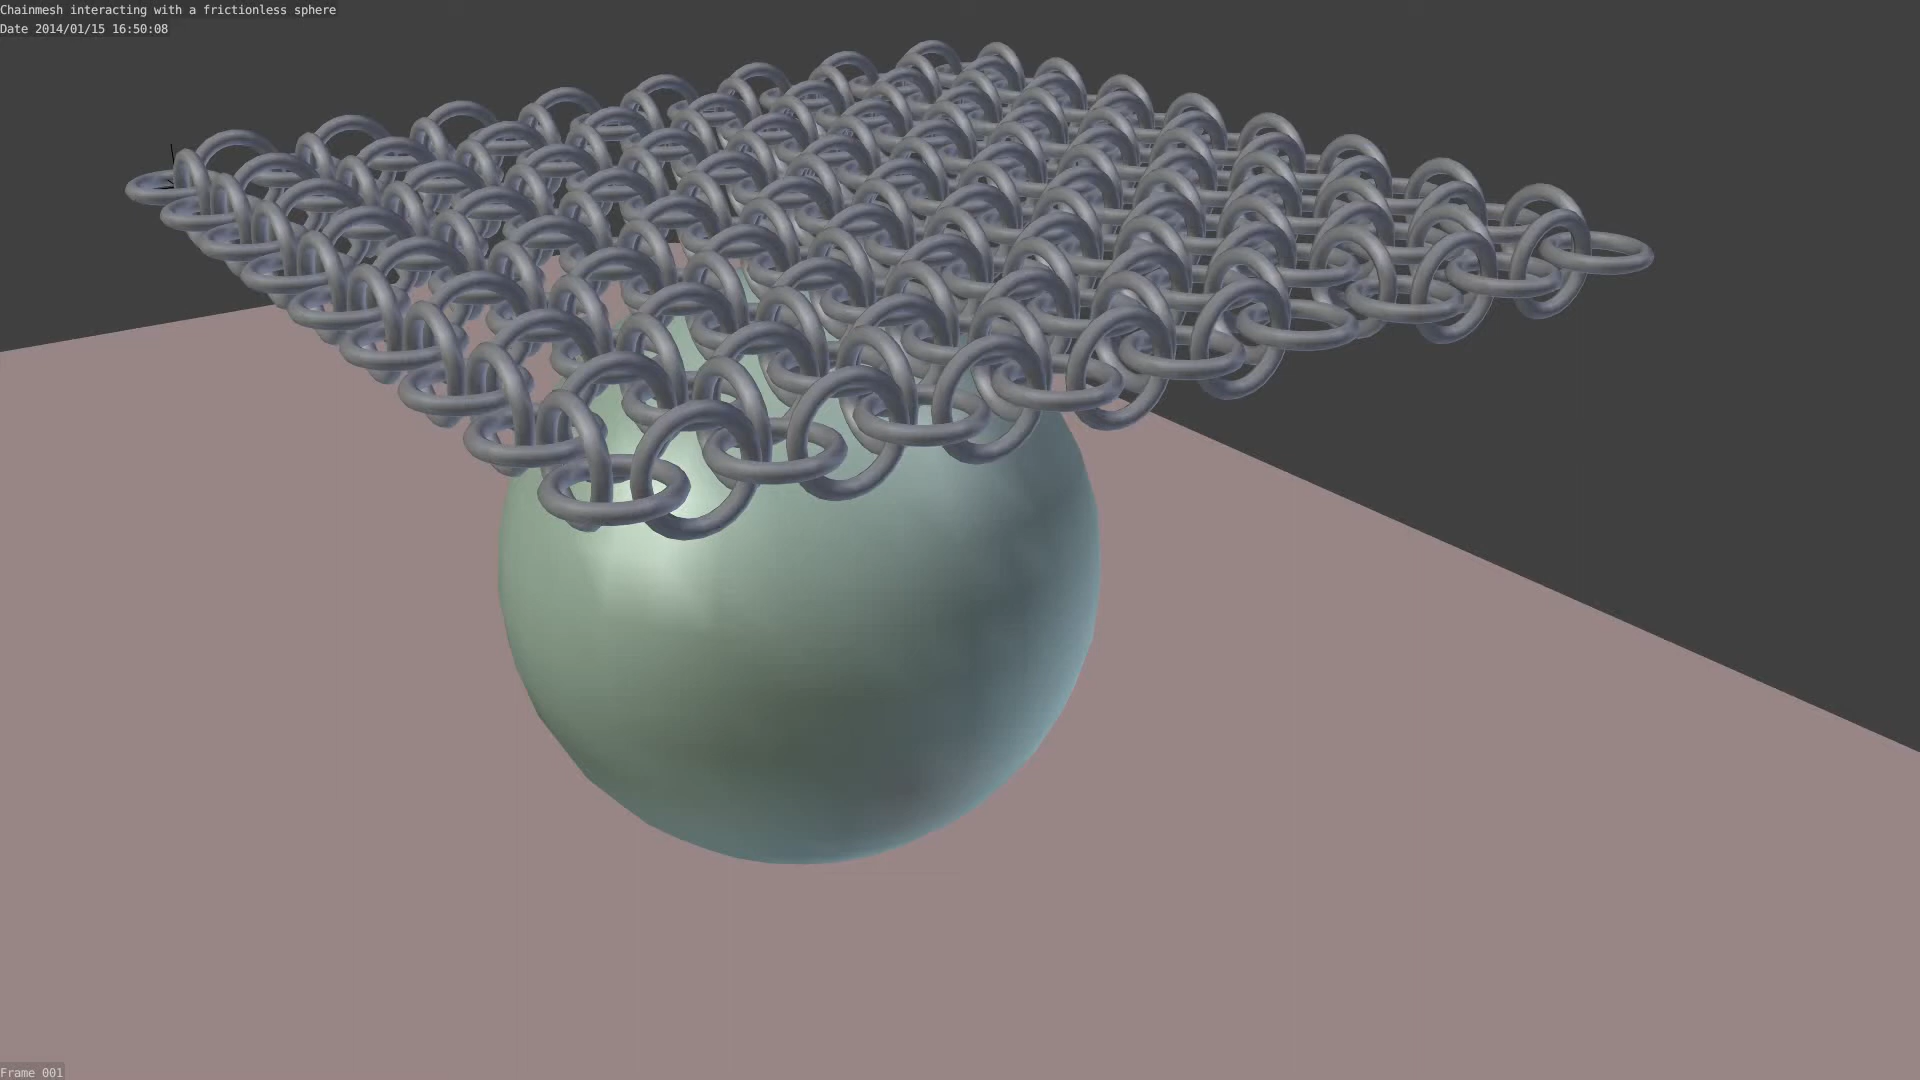 Chainmesh interacting with a frictionless sphere
Date 2014/01/15 16:50:08
Frame 001